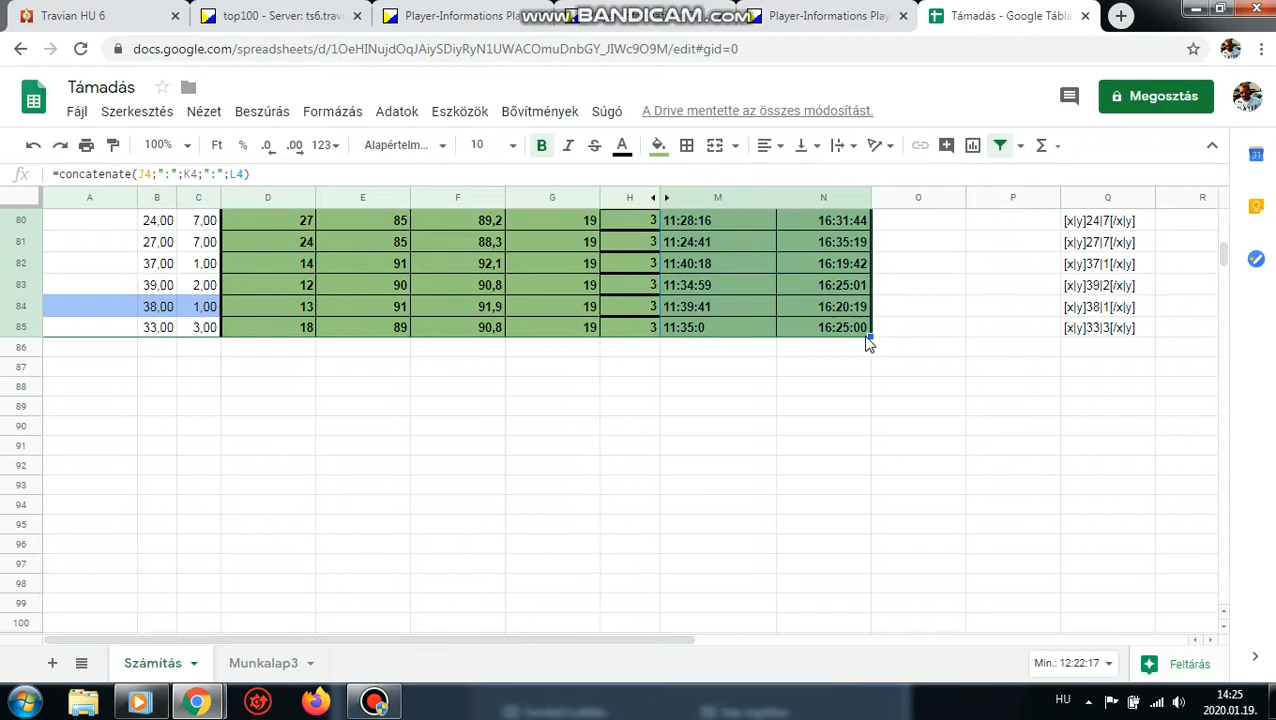 Travian HU 6
top100 - Server: ts6.trav
Player-Informations Pla
www.BANDICAM.com
Player-Informations Play
Támadás - Google Táblá
docs.google.com/spreadsheets/d/1OeHINujdOqJAiySDiyRyN1UWACOmuDnbGY_JIWc9O9M/edit#gid=0
Támadás
Fájl Szerkesztés Nézet Beszúrás Formázás Adatok Eszközök Bővítmények Súgó A Drive mentette az összes módosítást.
Megosztás
100% Ft % .0 .00 123 Alapértelm... 10 B I S A
fx =concatenate(J4;":";K4;":";L4)
A B C D E F G H M N O P Q R
80 24,00 7,00 27 85 89,2 19 3 11:28:16 16:31:44 [x|y]24|7[/x|y]
81 27,00 7,00 24 85 88,3 19 3 11:24:41 16:35:19 [x|y]27|7[/x|y]
82 37,00 1,00 14 91 92,1 19 3 11:40:18 16:19:42 [x|y]37|1[/x|y]
83 39,00 2,00 12 90 90,8 19 3 11:34:59 16:25:01 [x|y]39|2[/x|y]
84 38,00 1,00 13 91 91,9 19 3 11:39:41 16:20:19 [x|y]38|1[/x|y]
85 33,00 3,00 18 89 90,8 19 3 11:35:0 16:25:00 [x|y]33|3[/x|y]
86
87
88
89
90
91
92
93
94
95
96
97
98
99
100
Számítás Munkalap3 Min.: 12:22:17 Feltárás
HU 14:25
2020.01.19.